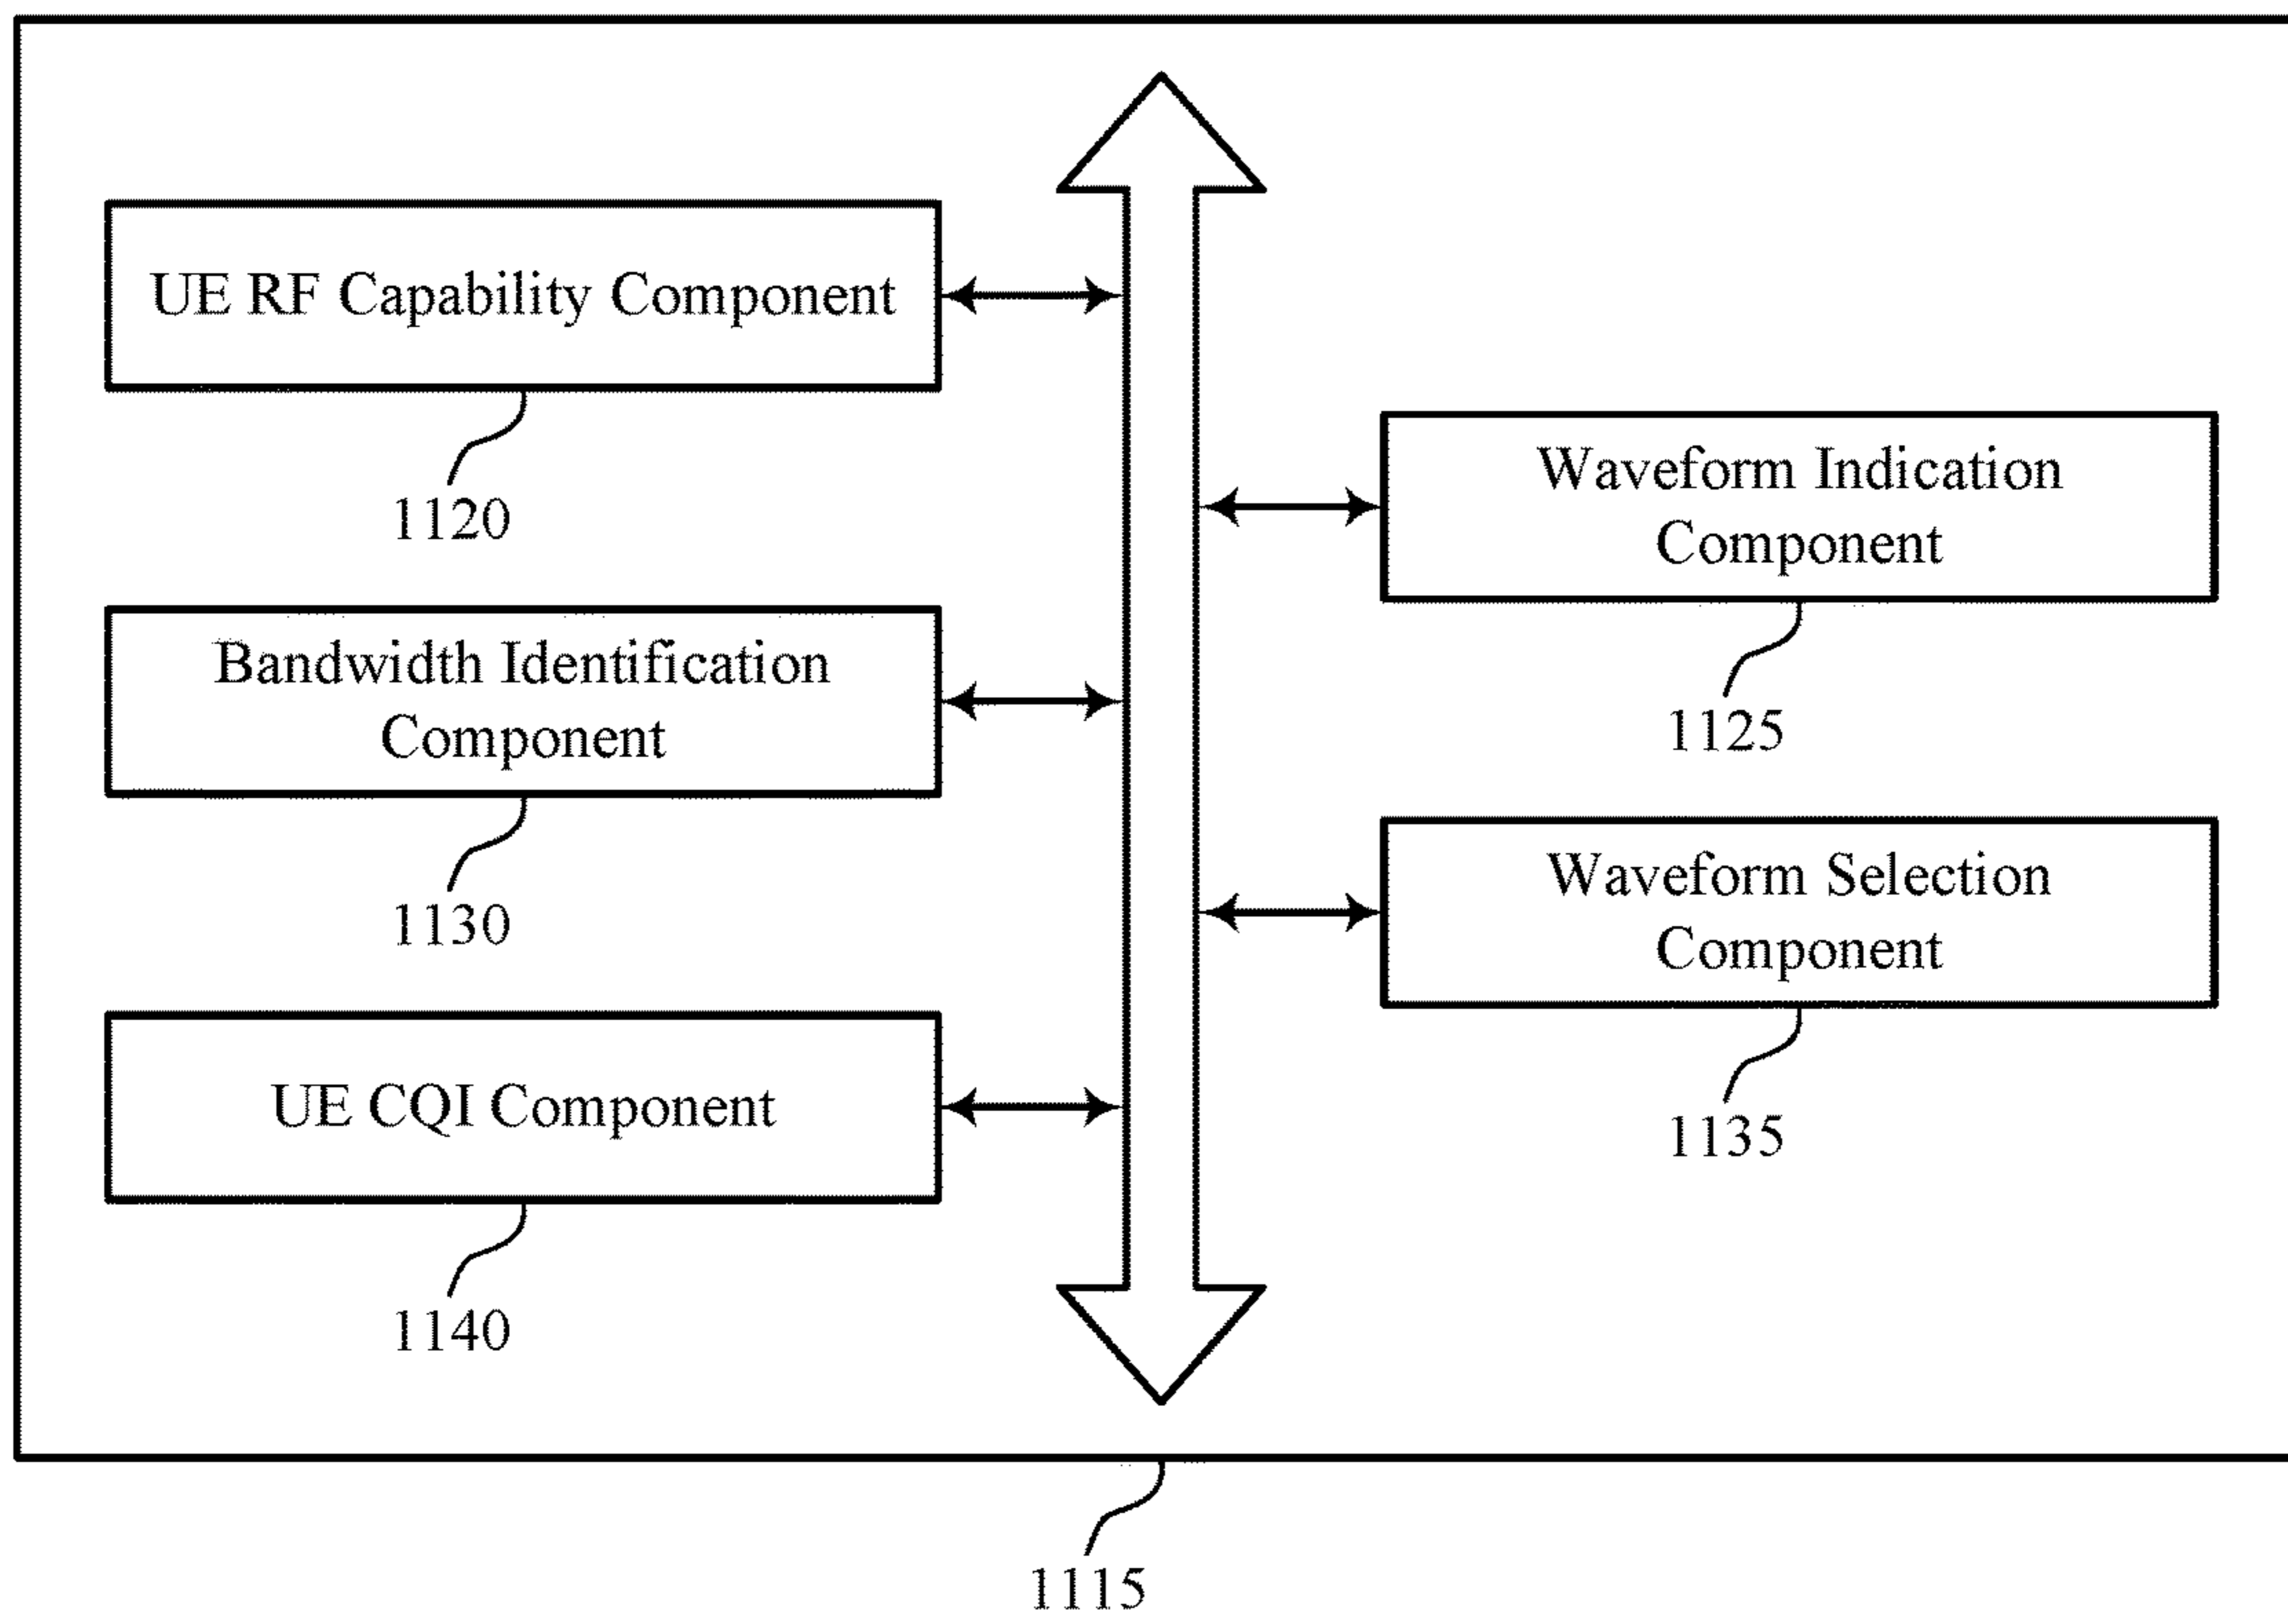 UE RF Capability Component
1120
Waveform Indication
Component
1125
Bandwidth Identification
Component
1130
Waveform Selection
Component
1135
UE CQI Component
1140
1115